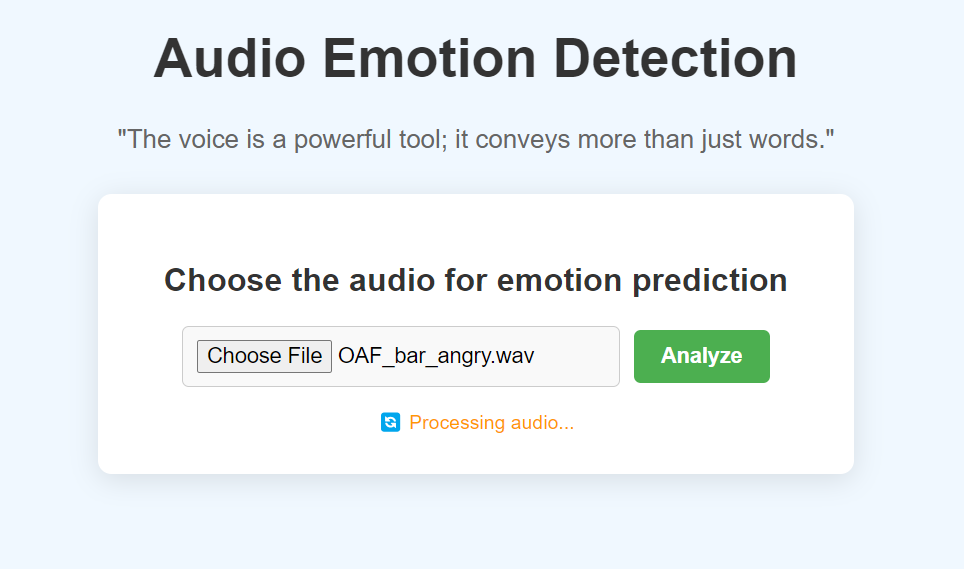 Audio Emotion Detection
"The voice is a powerful tool; it conveys more than just words."
Choose the audio for emotion prediction
Choose File OAF_bar_angry.wav Analyze
Processing audio...